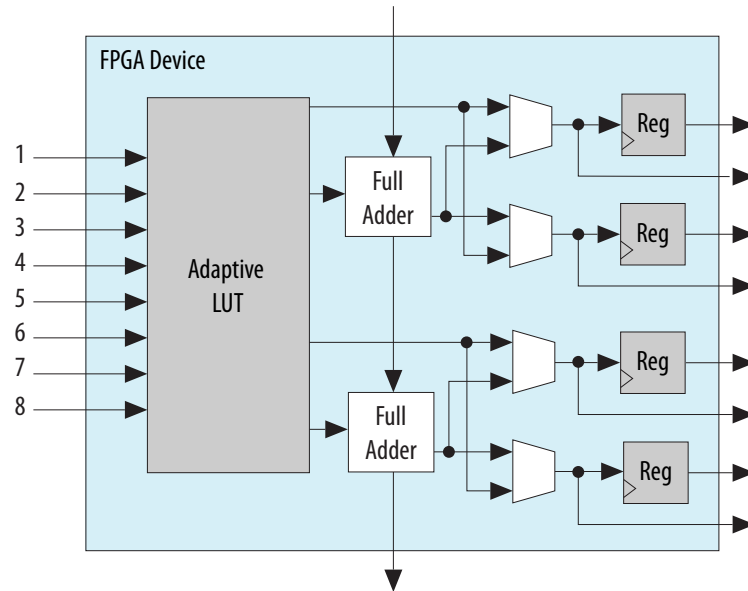 FPGA Device
1
2
3
4
5
6
7
8
Adaptive
LUT
Full
Adder
Full
Adder
Reg
Reg
Reg
Reg